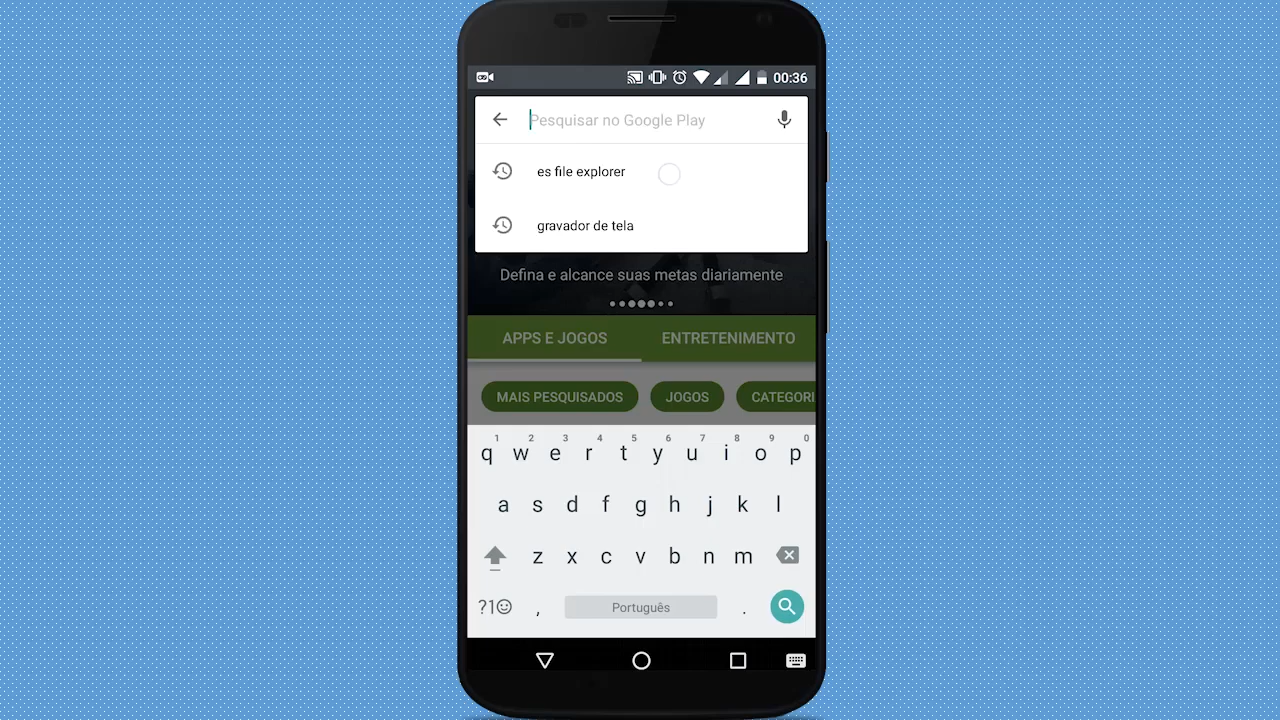 00:36
Pesquisar no Google Play
es file explorer
gravador de tela
Defina e alcance suas metas diariamente
APPS E JOGOS ENTRETENIMENTO
MAIS PESQUISADOS JOGOS CATEGORI
1 2 3 4 5 6 7 8 9 0
q w e r t y u i o p
a s d f g h j k l
z x c v b n m
?1☺ , Português .